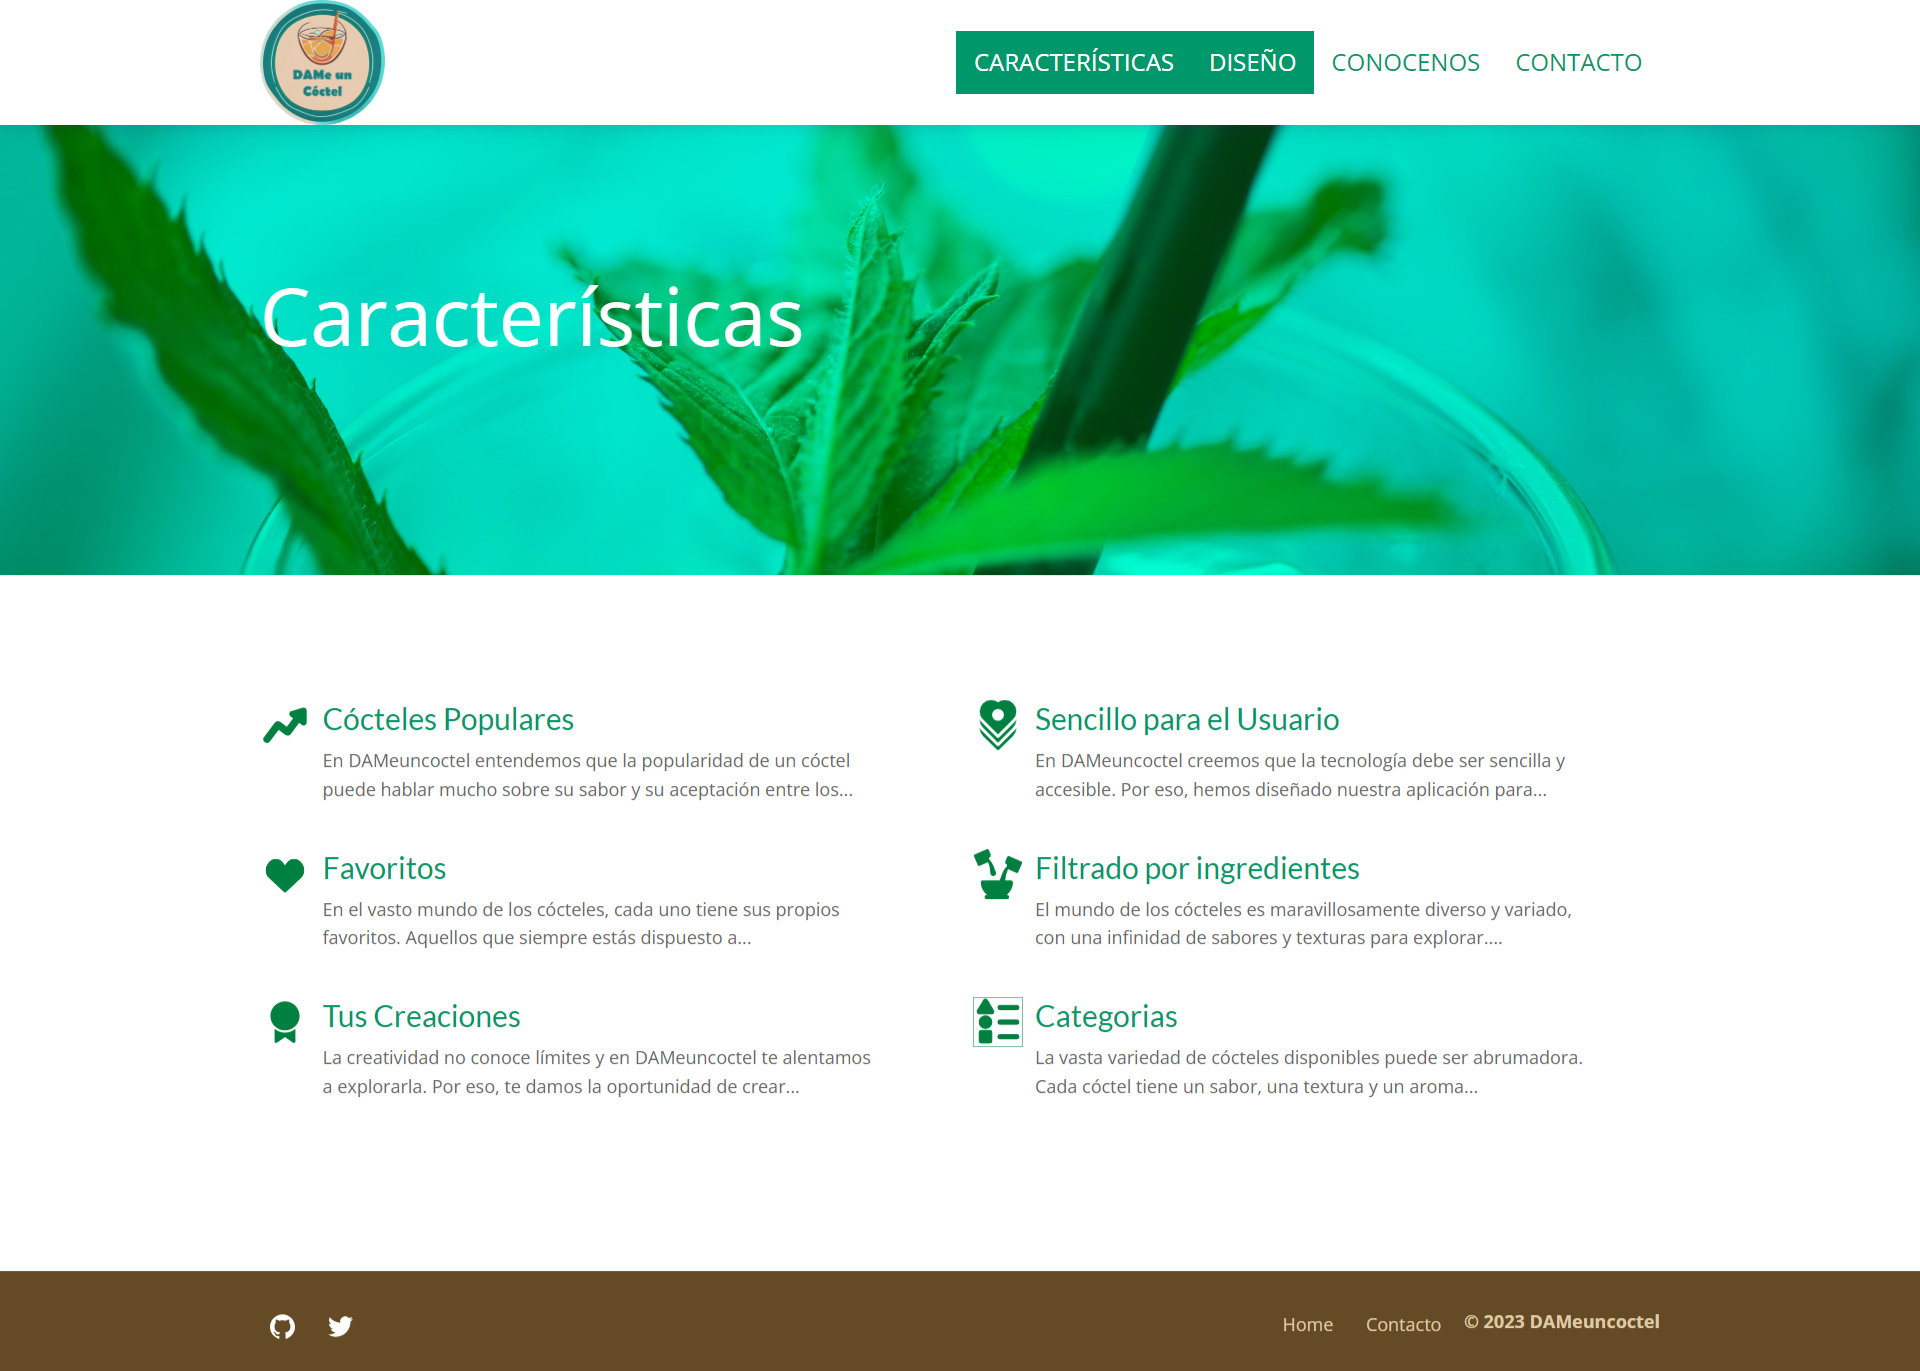 DAMe un
Cóctel
CARACTERÍSTICAS DISEÑO CONOCENOS CONTACTO
Características
Cócteles Populares
En DAMeuncoctel entendemos que la popularidad de un cóctel
puede hablar mucho sobre su sabor y su aceptación entre los...
Sencillo para el Usuario
En DAMeuncoctel creemos que la tecnología debe ser sencilla y
accesible. Por eso, hemos diseñado nuestra aplicación para...
Favoritos
En el vasto mundo de los cócteles, cada uno tiene sus propios
favoritos. Aquellos que siempre estás dispuesto a...
Filtrado por ingredientes
El mundo de los cócteles es maravillosamente diverso y variado,
con una infinidad de sabores y texturas para explorar....
Tus Creaciones
La creatividad no conoce límites y en DAMeuncoctel te alentamos
a explorarla. Por eso, te damos la oportunidad de crear...
Categorias
La vasta variedad de cócteles disponibles puede ser abrumadora.
Cada cóctel tiene un sabor, una textura y un aroma...
Home Contacto © 2023 DAMeuncoctel